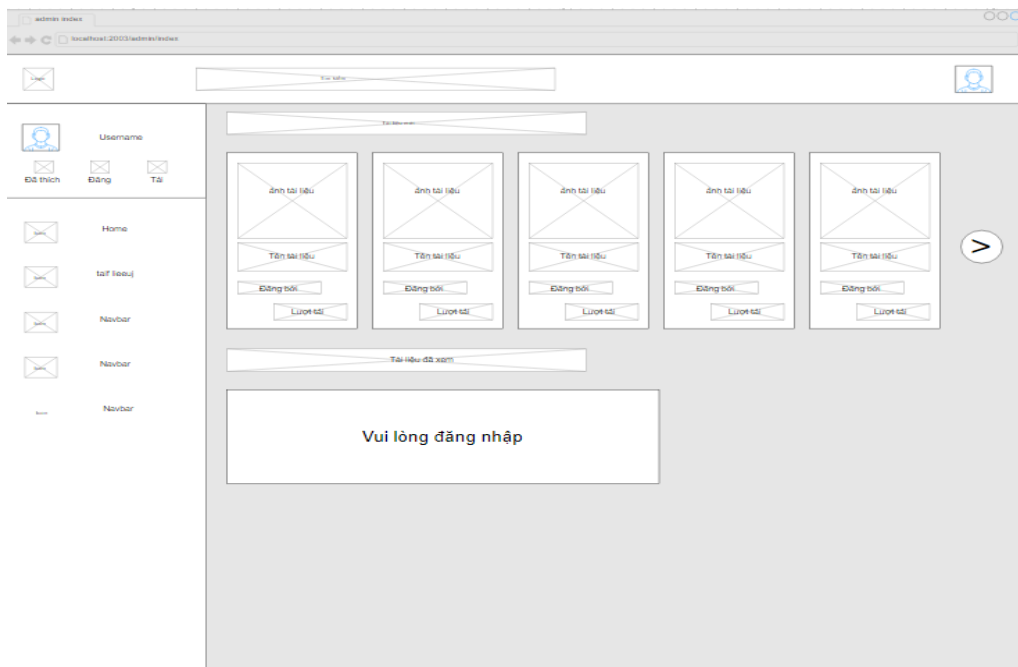 admin index
localhost:2003/admin/index
Username
Đã thích Đăng Tải
Home
taif lieeuj
Navbar
Navbar
Navbar
Tài liệu mới
ảnh tài liệu ảnh tài liệu ảnh tài liệu ảnh tài liệu ảnh tài liệu
Tên tài liệu Tên tài liệu Tên tài liệu Tên tài liệu Tên tài liệu
Đăng bởi Đăng bởi Đăng bởi Đăng bởi Đăng bởi
Lượt tải Lượt tải Lượt tải Lượt tải Lượt tải
>
Tài liệu đã xem
Vui lòng đăng nhập